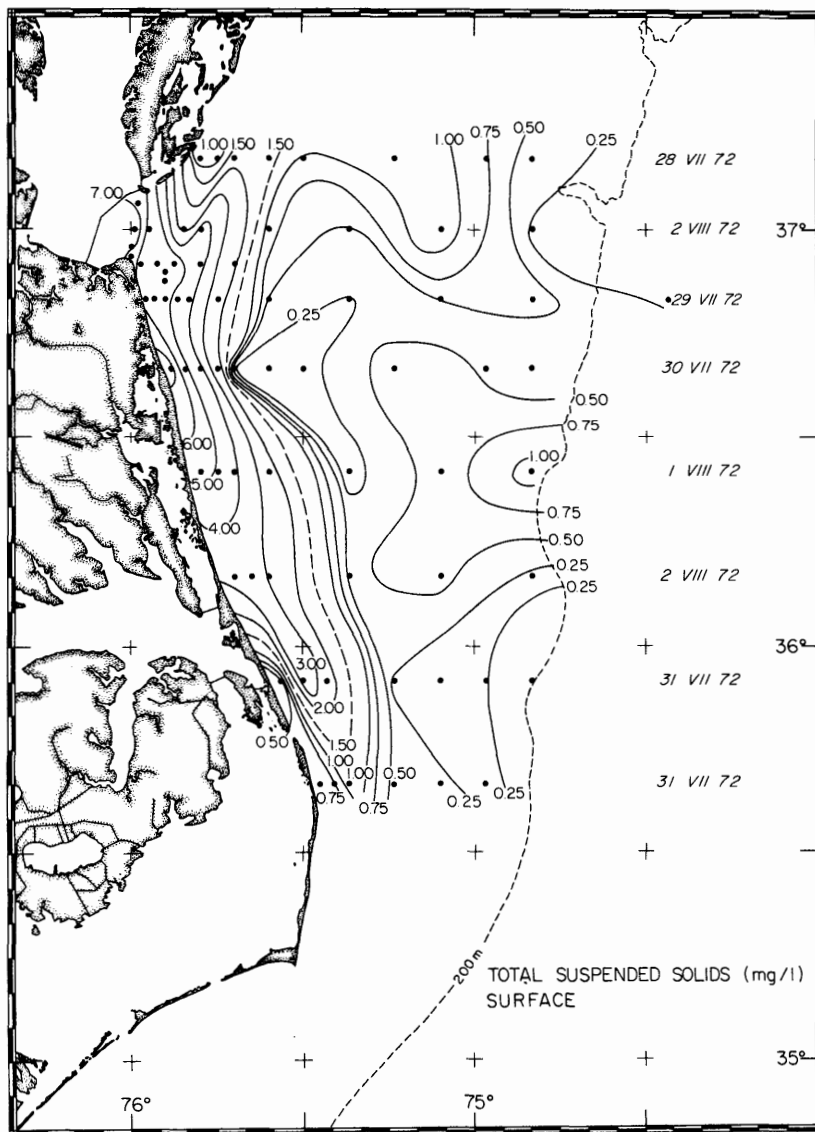 1.00 1.50 1.50
1.00 0.75 0.50 0.25
28 VII 72
7.00
2 VIII 72 37°
29 VII 72
0.25
30 VII 72
0.50
0.75
6.00
1.00
1 VIII 72
5.00
0.75
4.00
0.50
0.25
2 VIII 72
0.25
36°
3.00
31 VII 72
2.00
0.50
1.50
1.00
1.00 0.50
31 VII 72
0.75 0.75
0.25 0.25
200m
TOTAL SUSPENDED SOLIDS (mg/l)
SURFACE
35°
76° 75°